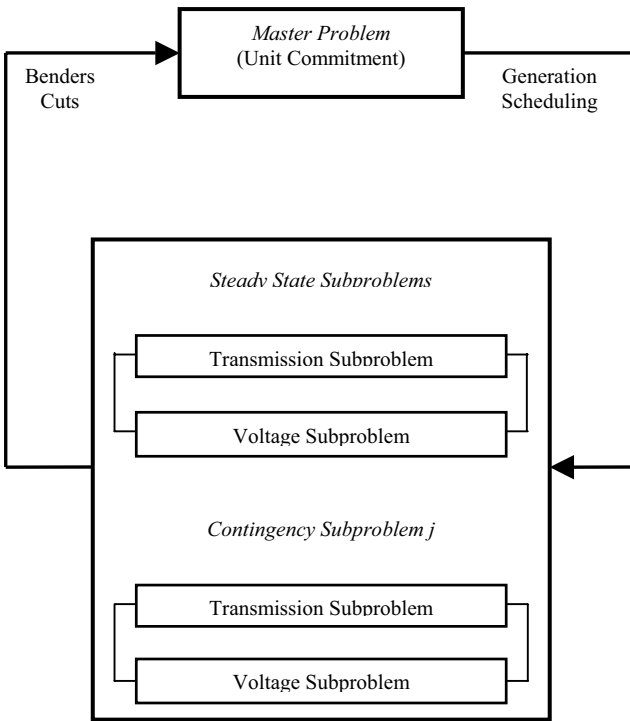 Master Problem
(Unit Commitment)
Benders
Cuts
Generation
Scheduling
Steady State Subproblems
Transmission Subproblem
Voltage Subproblem
Contingency Subproblem j
Transmission Subproblem
Voltage Subproblem